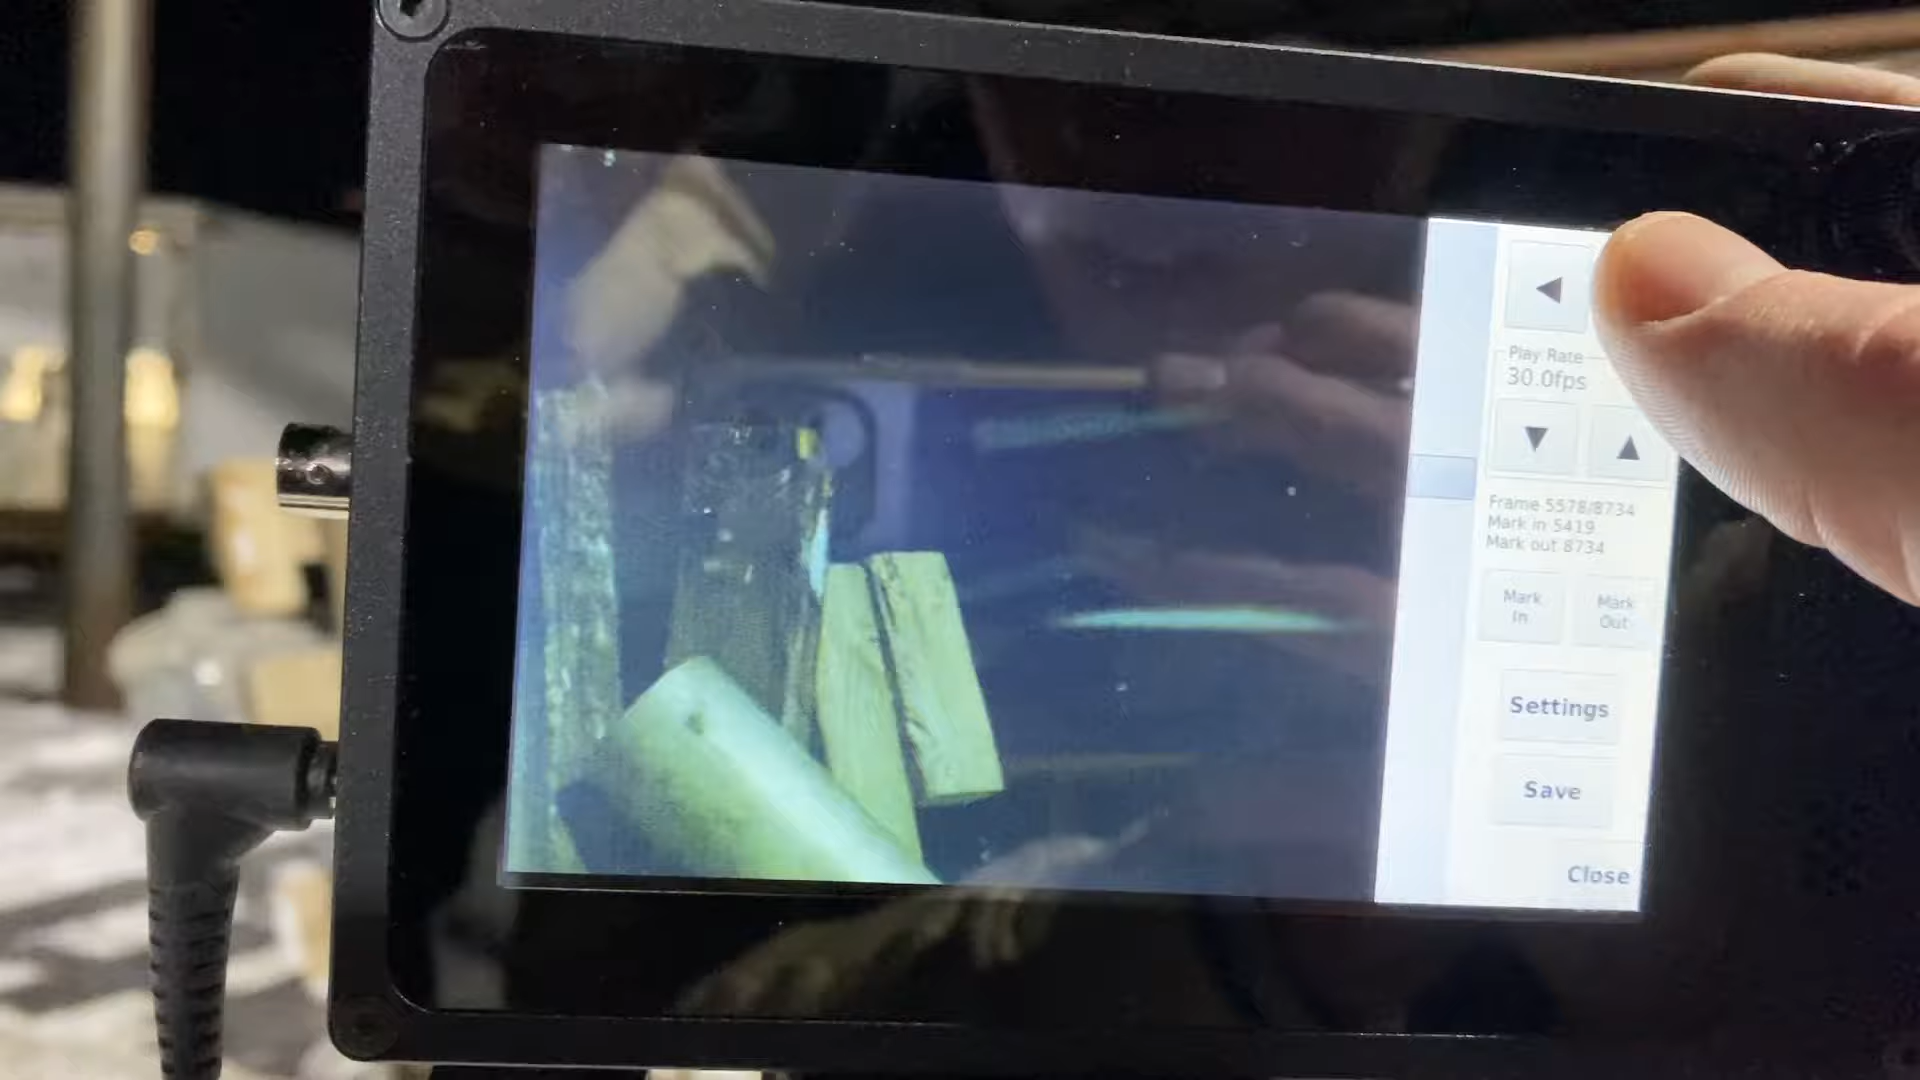 Play Rate
30.0fps
Frame 5578/8734
Mark in 5419
Mark out 8734
Mark
In
Mark
Out
Settings
Save
Close